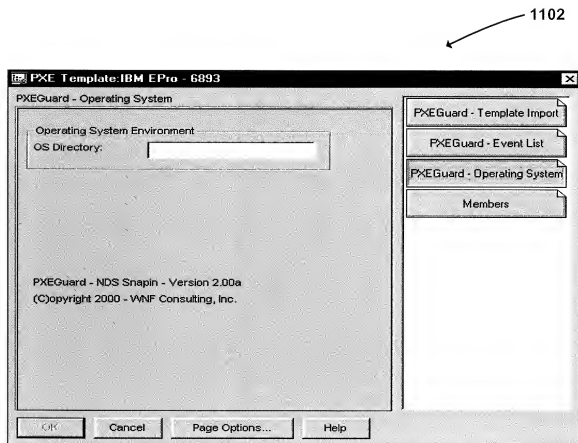 1102
PXE Template:IBM EPro - 6893
PXEGuard - Operating System
Operating System Environment
OS Directory:
PXEGuard - NDS Snapin - Version 2.00a
(C)opyright 2000 - WNF Consulting, Inc.
PXEGuard - Template Import
PXEGuard - Event List
PXEGuard - Operating System
Members
OK
Cancel
Page Options...
Help